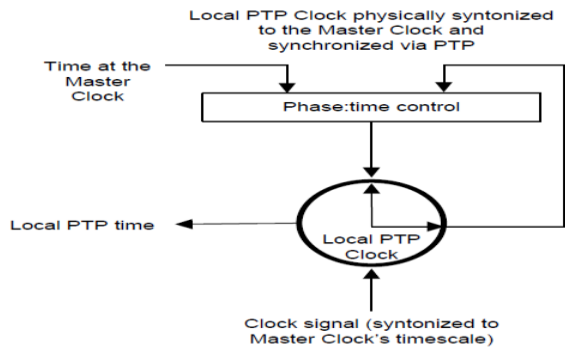 Local PTP Clock physically syntonized
to the Master Clock and
synchronized via PTP
Time at the
Master
Clock
Phase:time control
Local PTP time
Local PTP
Clock
Clock signal (syntonized to
Master Clock's timescale)